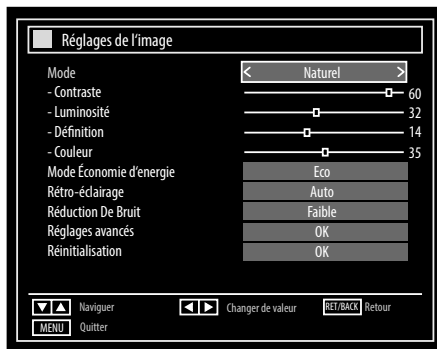 Réglages de l'image
Mode < Naturel >
- Contraste 60
- Luminosité 32
- Définition 14
- Couleur 35
Mode Économie d'energie Eco
Rétro-éclairage Auto
Réduction De Bruit Faible
Réglages avancés OK
Réinitialisation OK
Naviguer Changer de valeur RET/BACK Retour
MENU Quitter